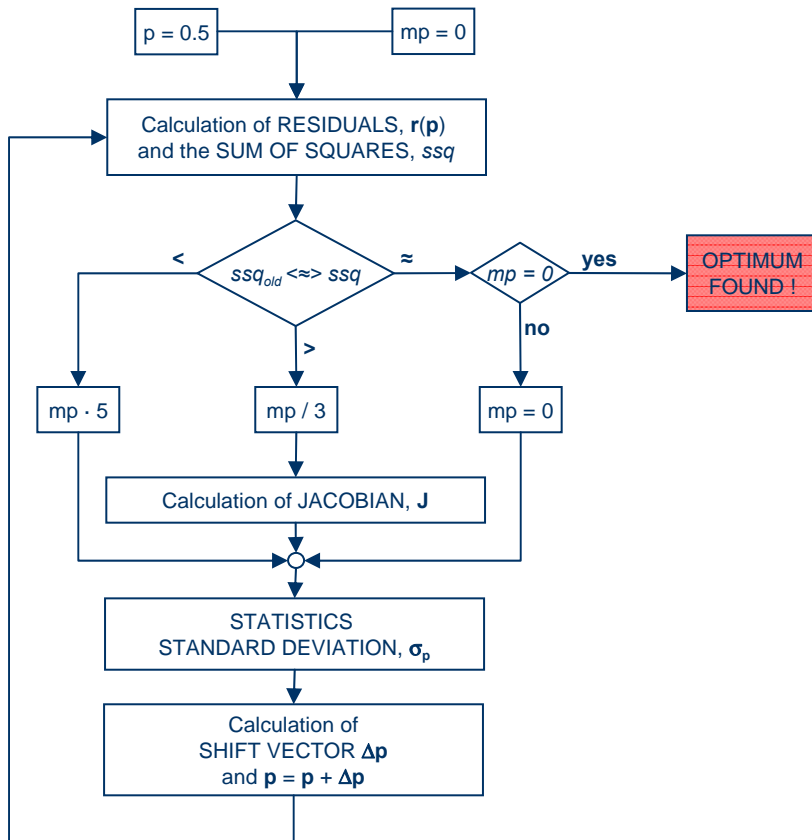 p = 0.5
mp = 0
Calculation of RESIDUALS, r(p)
and the SUM OF SQUARES, ssq
<
ssq_old <≈> ssq
≈
mp = 0
yes
OPTIMUM
FOUND !
>
no
mp · 5
mp / 3
mp = 0
Calculation of JACOBIAN, J
STATISTICS
STANDARD DEVIATION, σ_p
Calculation of
SHIFT VECTOR Δp
and p = p + Δp